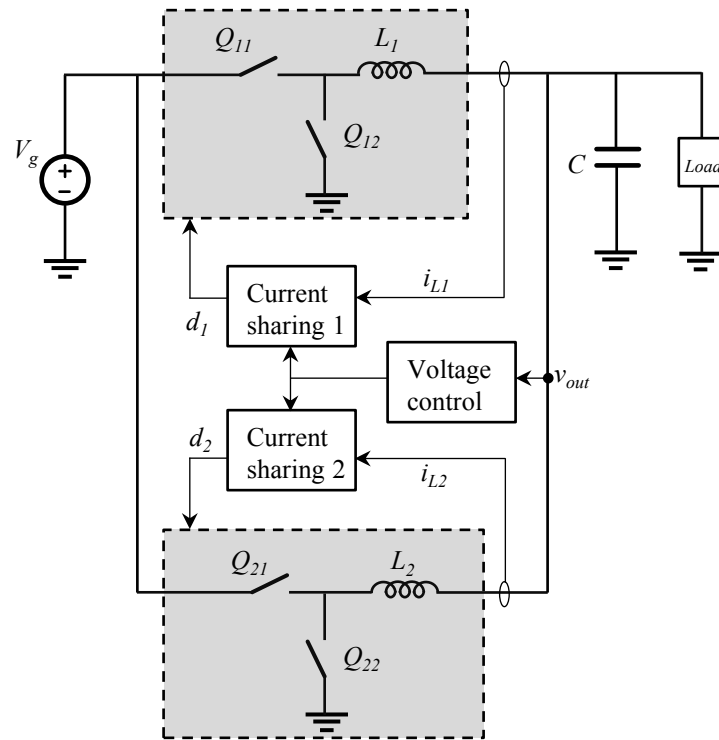 Q11
L1
Q12
Vg
+
−
C
Load
Current
sharing 1
iL1
d1
Voltage
control
vout
d2
Current
sharing 2
iL2
Q21
L2
Q22